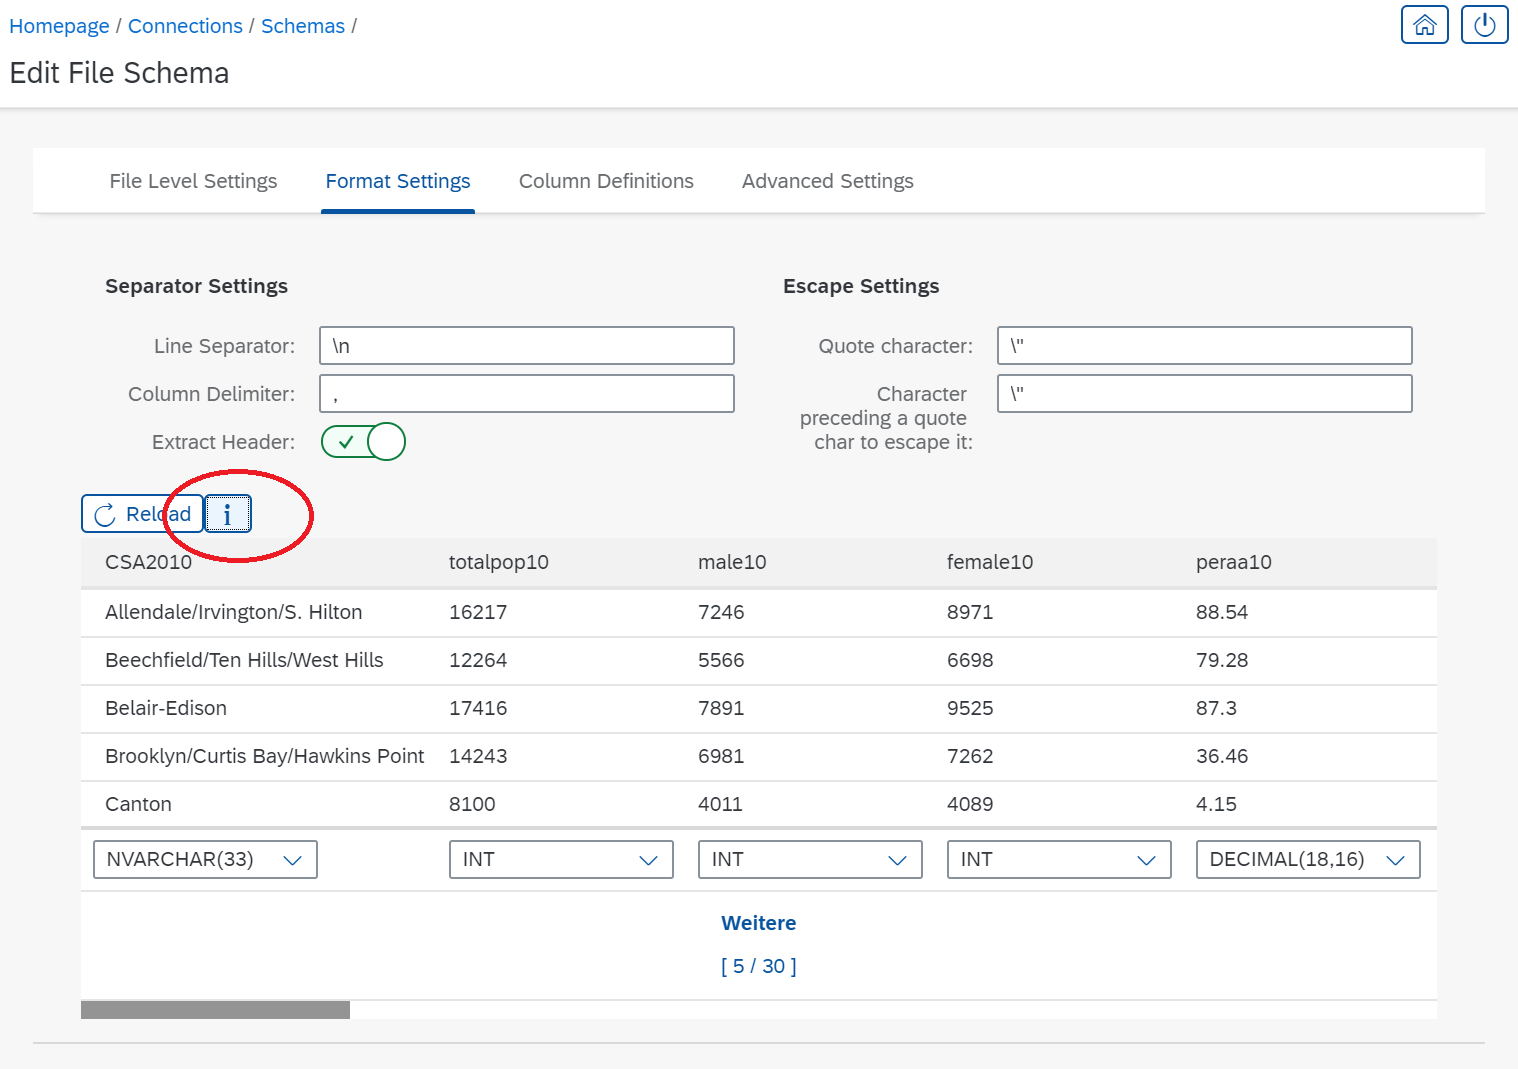 Homepage / Connections / Schemas /
Edit File Schema
File Level Settings Format Settings Column Definitions Advanced Settings
Separator Settings
Line Separator: \n
Column Delimiter: ,
Extract Header:
Escape Settings
Quote character: \"
Character
preceding a quote
char to escape it: \"
Reload i
CSA2010 totalpop10 male10 female10 peraa10
Allendale/Irvington/S. Hilton 16217 7246 8971 88.54
Beechfield/Ten Hills/West Hills 12264 5566 6698 79.28
Belair-Edison 17416 7891 9525 87.3
Brooklyn/Curtis Bay/Hawkins Point 14243 6981 7262 36.46
Canton 8100 4011 4089 4.15
NVARCHAR(33) INT INT INT DECIMAL(18,16)
Weitere
[ 5 / 30 ]